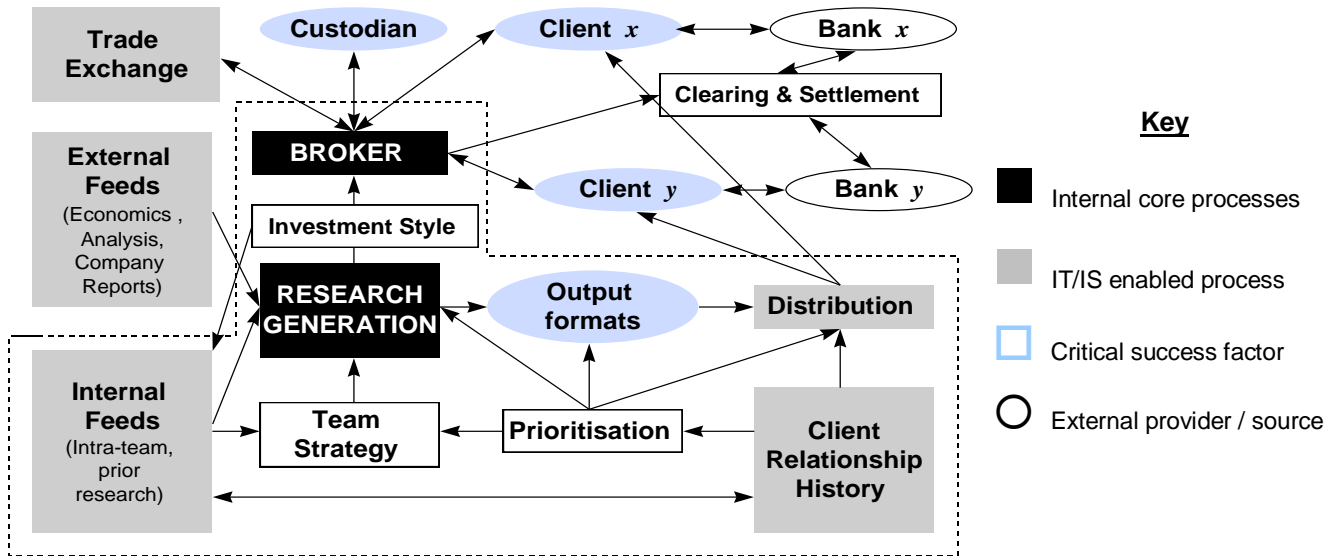 Trade
Exchange
Custodian
Client x
Bank x
Clearing & Settlement
External
Feeds
(Economics ,
Analysis,
Company
Reports)
BROKER
Client y
Bank y
Investment Style
RESEARCH
GENERATION
Output
formats
Distribution
Internal
Feeds
(Intra-team,
prior
research)
Team
Strategy
Prioritisation
Client
Relationship
History
Key
Internal core processes
IT/IS enabled process
Critical success factor
External provider / source